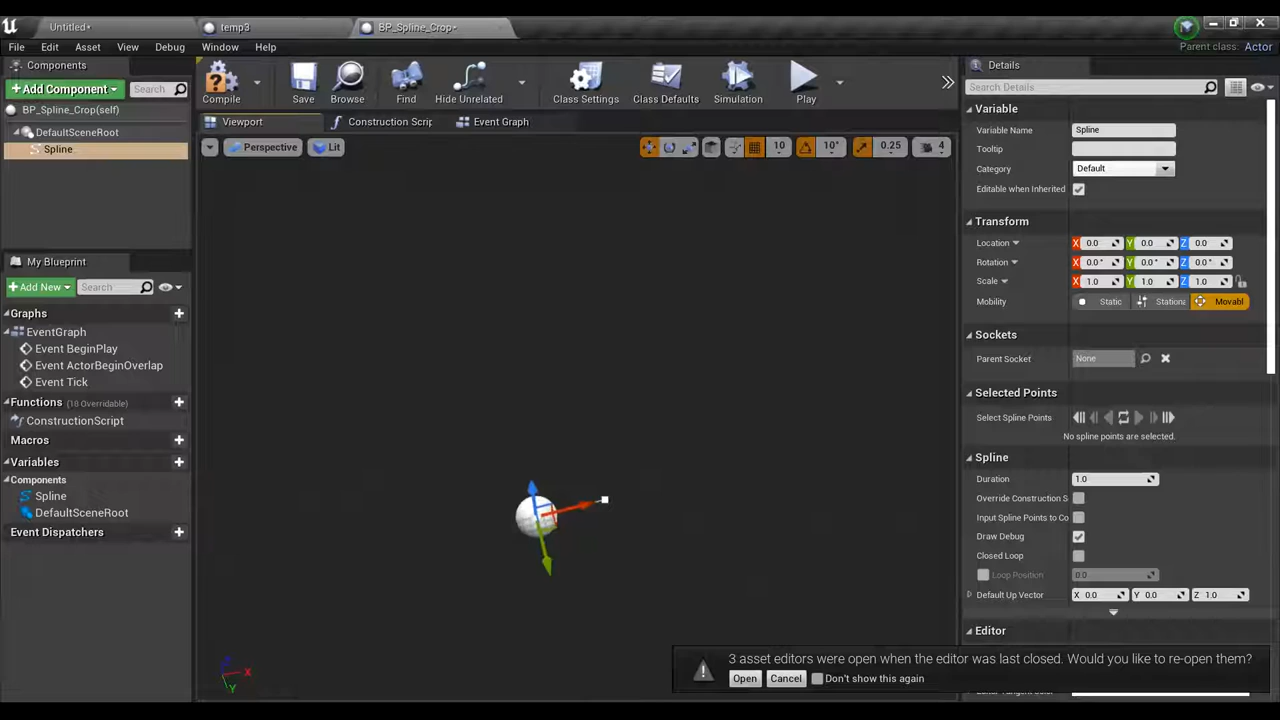 Untitled•
temp3
BP_Spline_Crop•
File Edit Asset View Debug Window Help
Parent class: Actor
Components
+Add Component
Search
BP_Spline_Crop(self)
DefaultSceneRoot
Spline
Compile
Save
Browse
Find
Hide Unrelated
Class Settings
Class Defaults
Simulation
Play
Viewport
Construction Scrip
Event Graph
Perspective
Lit
10
10°
0.25
4
My Blueprint
+Add New
Search
Graphs
EventGraph
Event BeginPlay
Event ActorBeginOverlap
Event Tick
Functions (18 Overridable)
ConstructionScript
Macros
Variables
Components
Spline
DefaultSceneRoot
Event Dispatchers
Details
Search Details
Variable
Variable Name Spline
Tooltip
Category Default
Editable when Inherited
Transform
Location X 0.0 Y 0.0 Z 0.0
Rotation X 0.0° Y 0.0° Z 0.0°
Scale X 1.0 Y 1.0 Z 1.0
Mobility Static Stationa Movabl
Sockets
Parent Socket None
Selected Points
Select Spline Points
No spline points are selected.
Spline
Duration 1.0
Override Construction S
Input Spline Points to Co
Draw Debug
Closed Loop
Loop Position 0.0
Default Up Vector X 0.0 Y 0.0 Z 1.0
Editor
3 asset editors were open when the editor was last closed. Would you like to re-open them?
Open Cancel Don't show this again
Z X
Y